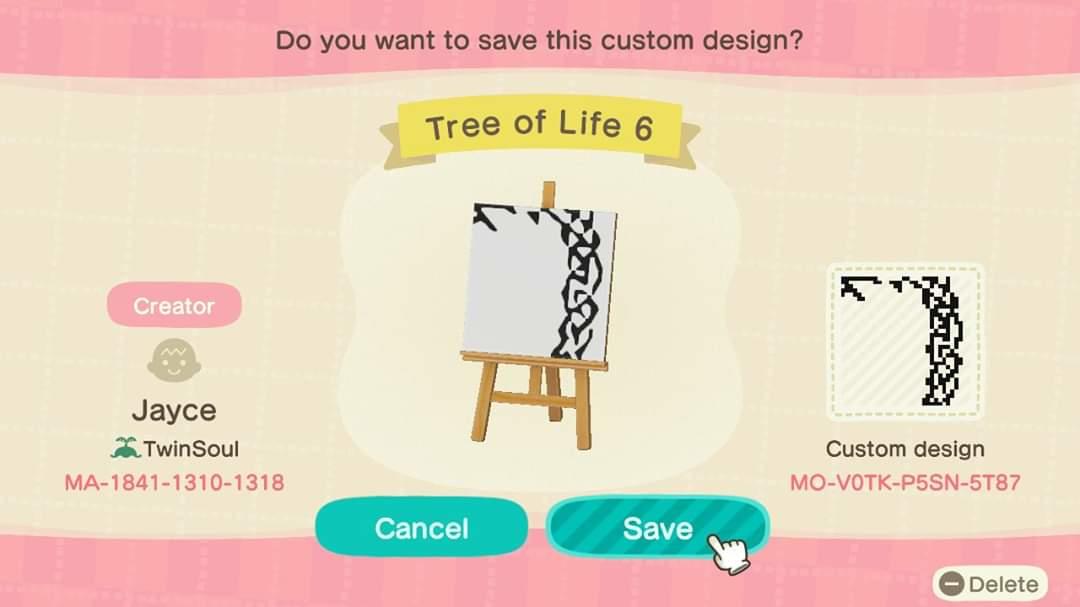 Do you want to save this custom design?
Tree of Life 6
Creator
Jayce
TwinSoul
MA-1841-1310-1318
Custom design
MO-V0TK-P5SN-5T87
Cancel
Save
Delete